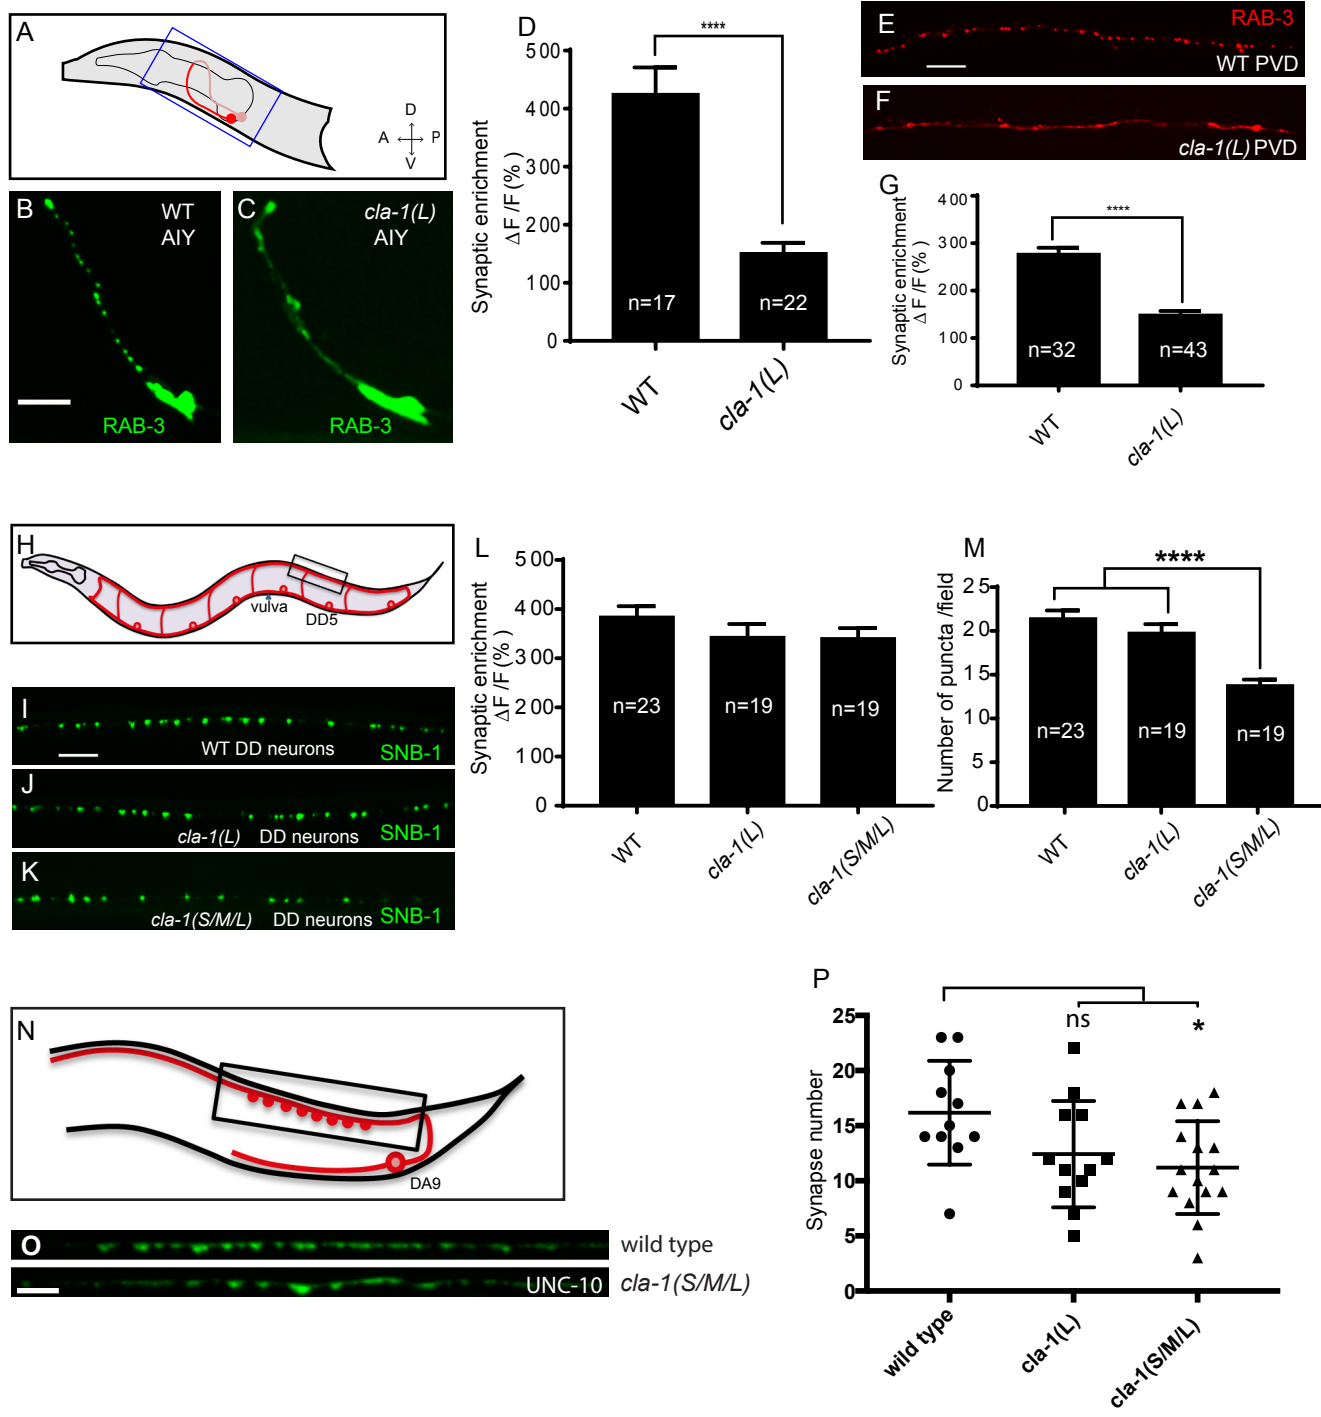 A
D
A P
V
B WT
AIY
RAB-3
C cla-1(L)
AIY
RAB-3
D
Synaptic enrichment
Δ F /F (% )
500
400
300
200
100
0
****
n=17
n=22
WT
cla-1(L)
E RAB-3
WT PVD
F
cla-1(L) PVD
G
Synaptic enrichment
Δ F /F (% )
400
300
200
100
0
****
n=32
n=43
WT
cla-1(L)
H
vulva
DD5
I
WT DD neurons SNB-1
J
cla-1(L) DD neurons SNB-1
K
cla-1(S/M/L) DD neurons SNB-1
L
Synaptic enrichment
Δ F /F (% )
500
400
300
200
100
0
n=23
n=19
n=19
WT
cla-1(L)
cla-1(S/M/L)
M
Number of puncta /field
25
20
15
10
5
0
****
n=23
n=19
n=19
WT
cla-1(L)
cla-1(S/M/L)
N
DA9
O
wild type
UNC-10 cla-1(S/M/L)
P
Synapse number
25
20
15
10
5
0
ns
*
wild type
cla-1(L)
cla-1(S/M/L)